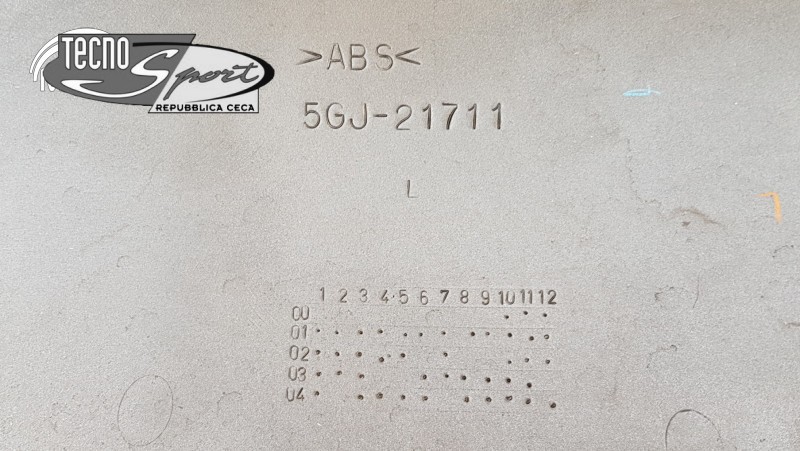 TECNO
Sport
REPUBBLICA CECA
>ABS<
5GJ-21711
L
1 2 3 4 5 6 7 8 9 10 11 12
00
01
02
03
04